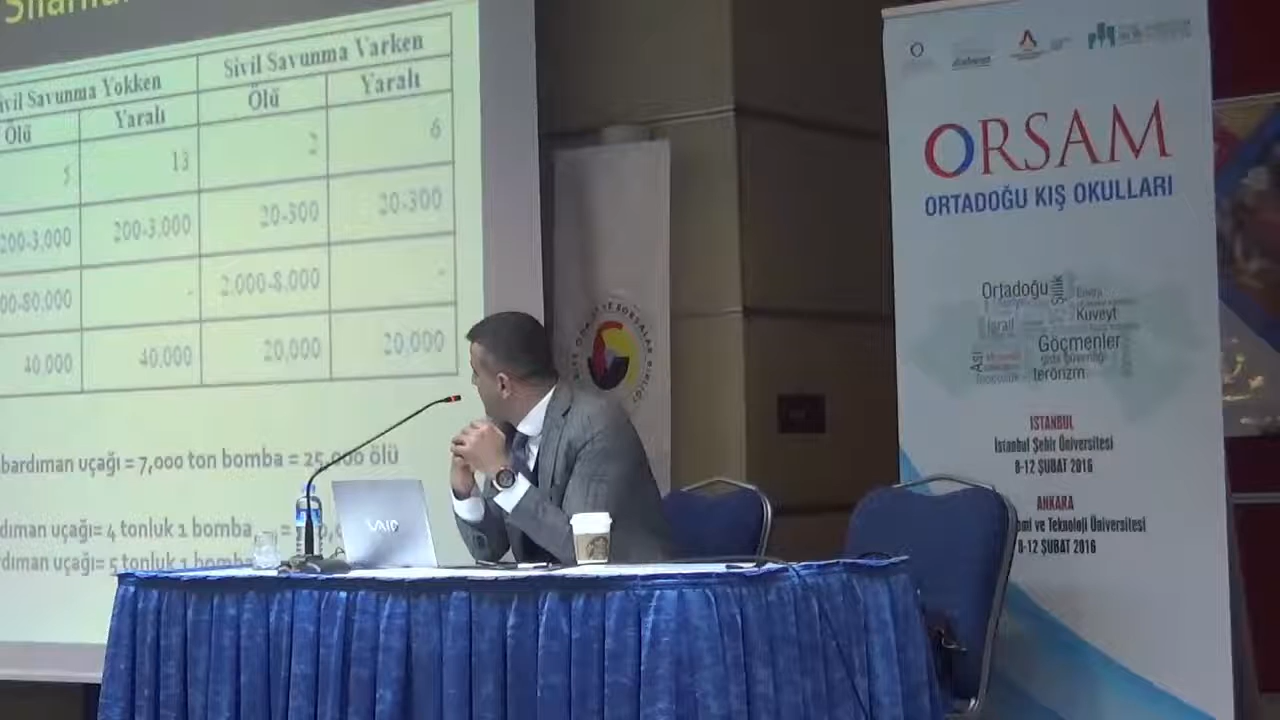 Sivil Savunma Varken
Savunma Yokken
Ölü
Yaralı
Ölü
Yaralı
5
13
2
6
200-3,000
200-3,000
20-300
20-300
-
2,000-8,000
-
40,000
40,000
20,000
20,000
uçağı = 7,000 ton bomba = 25,000 ölü
uçağı= 4 tonluk 1 bomba
uçağı= 5 tonluk 1 bomba
VAIO
ORSAM
ORTADOĞU KIŞ OKULLARI
Ortadoğu
Şiilik
Kuveyt
İsrail
Göçmenler
gıda güvenliği
terörizm
İSTANBUL
İstanbul Şehir Üniversitesi
8-12 ŞUBAT 2016
ANKARA
ve Teknoloji Üniversitesi
8-12 ŞUBAT 2016